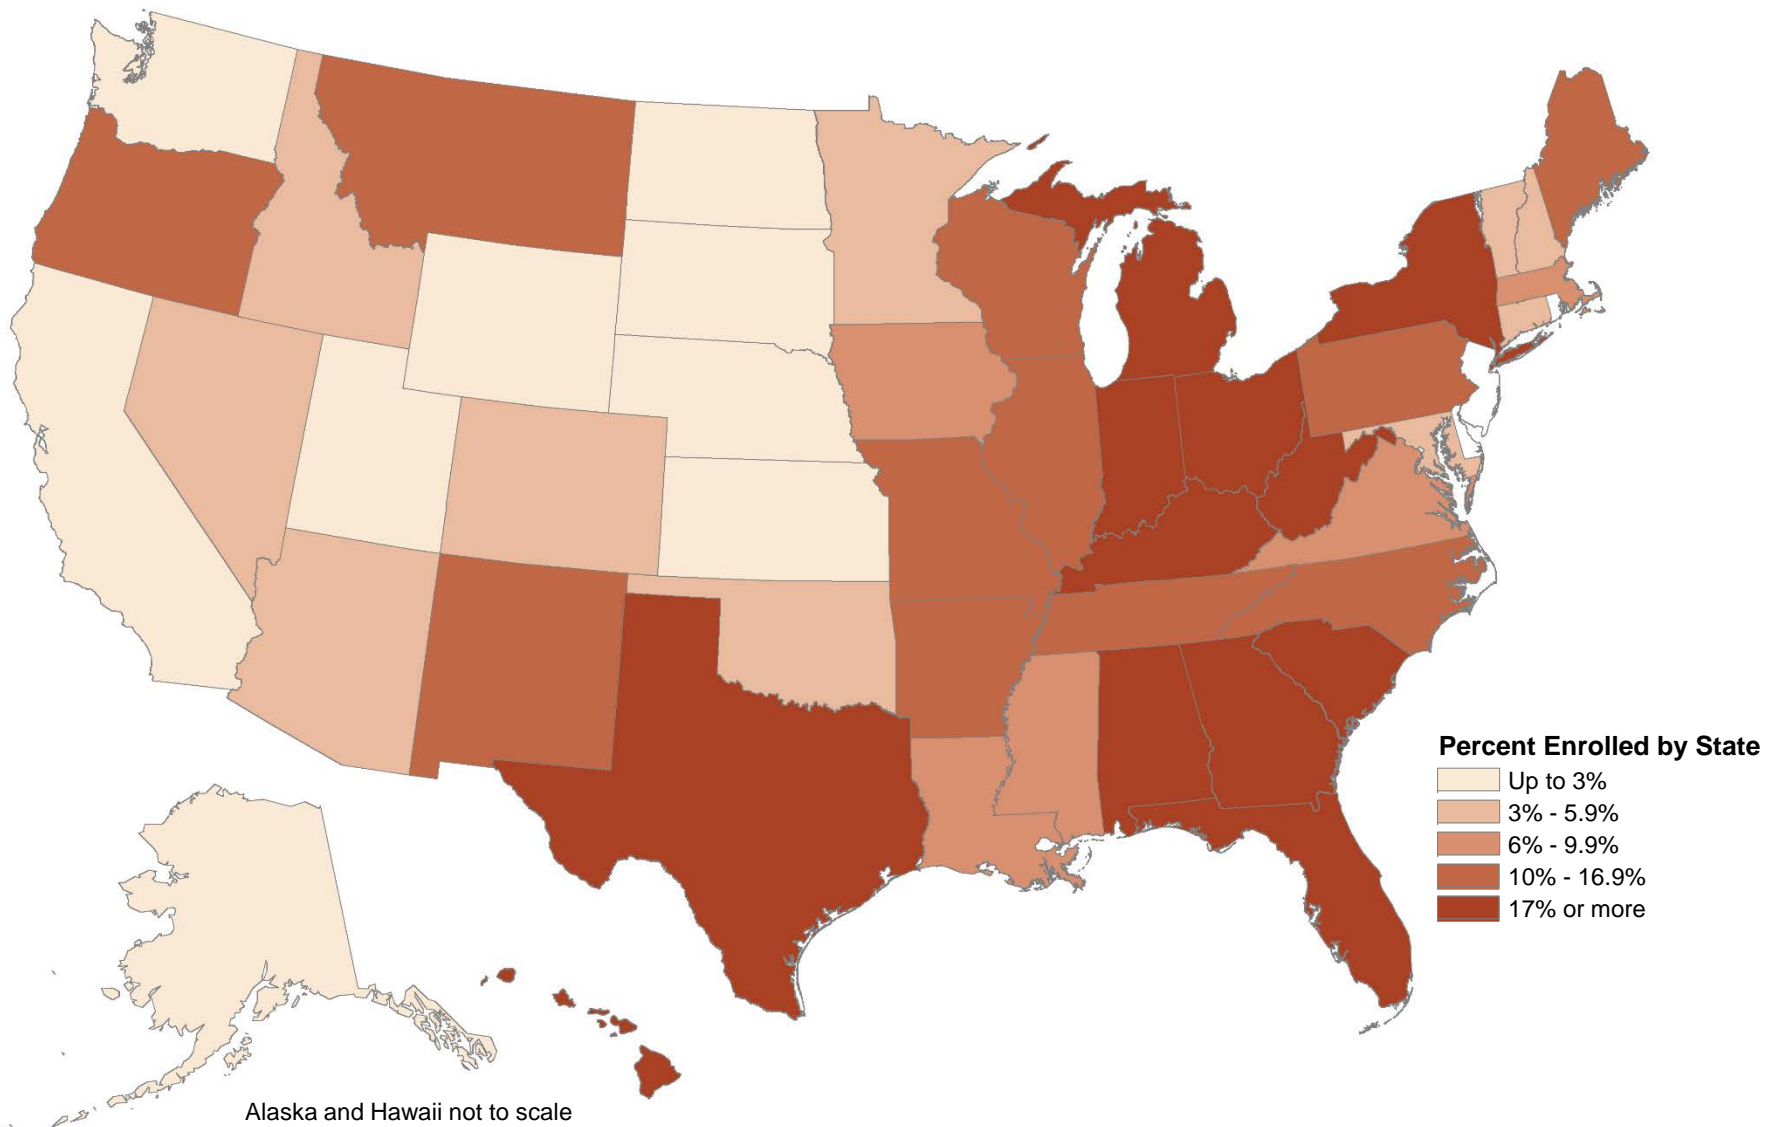 Percent Enrolled by State
Up to 3%
3% - 5.9%
6% - 9.9%
10% - 16.9%
17% or more
Alaska and Hawaii not to scale